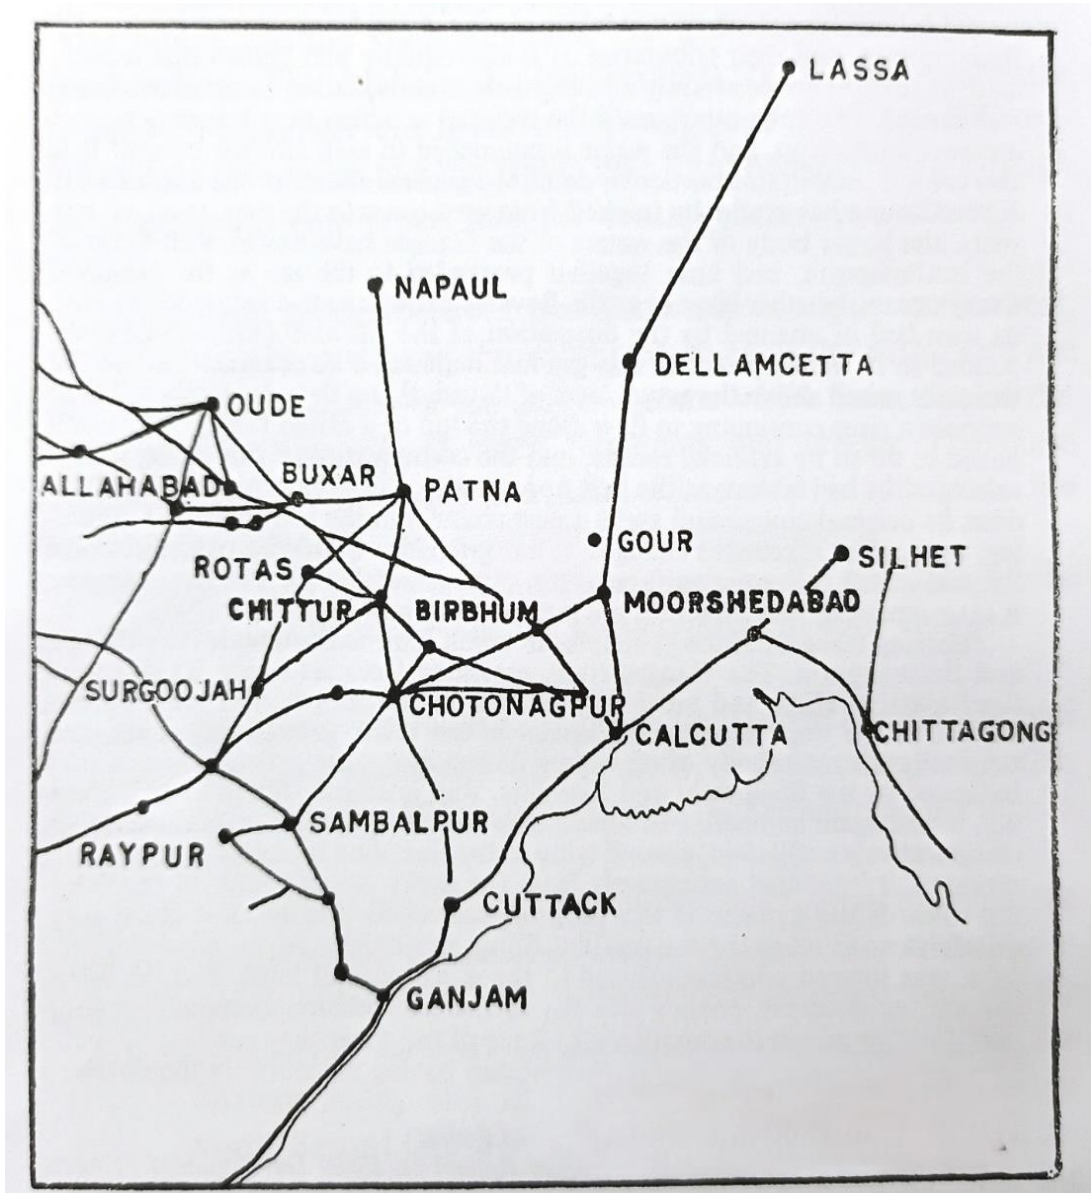 LASSA
NAPAUL
DELLAMCETTA
OUDE
BUXAR
ALLAHABAD
PATNA
GOUR
SILHET
ROTAS
CHITTUR
BIRBHUM
MOORSHEDABAD
SURGOOJAH
CHOTONAGPUR
CALCUTTA
CHITTAGONG
SAMBALPUR
RAYPUR
CUTTACK
GANJAM